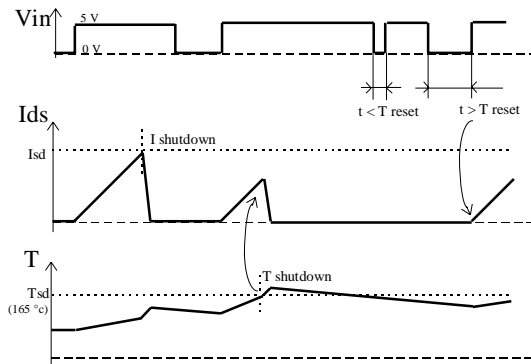 Vin
5 V
0 V
t < T reset
t > T reset
Ids
I shutdown
Isd
T
T shutdown
Tsd
(165 °c)